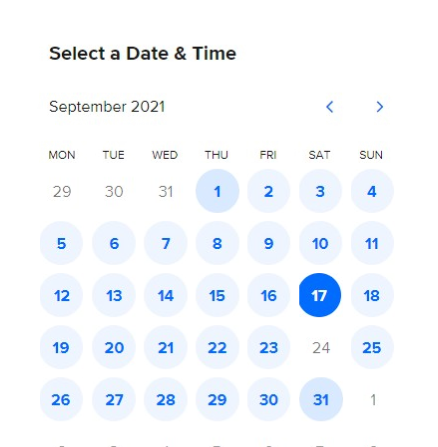 Select a Date & Time
September 2021
MON TUE WED THU FRI SAT SUN
29 30 31 1 2 3 4
5 6 7 8 9 10 11
12 13 14 15 16 17 18
19 20 21 22 23 24 25
26 27 28 29 30 31 1